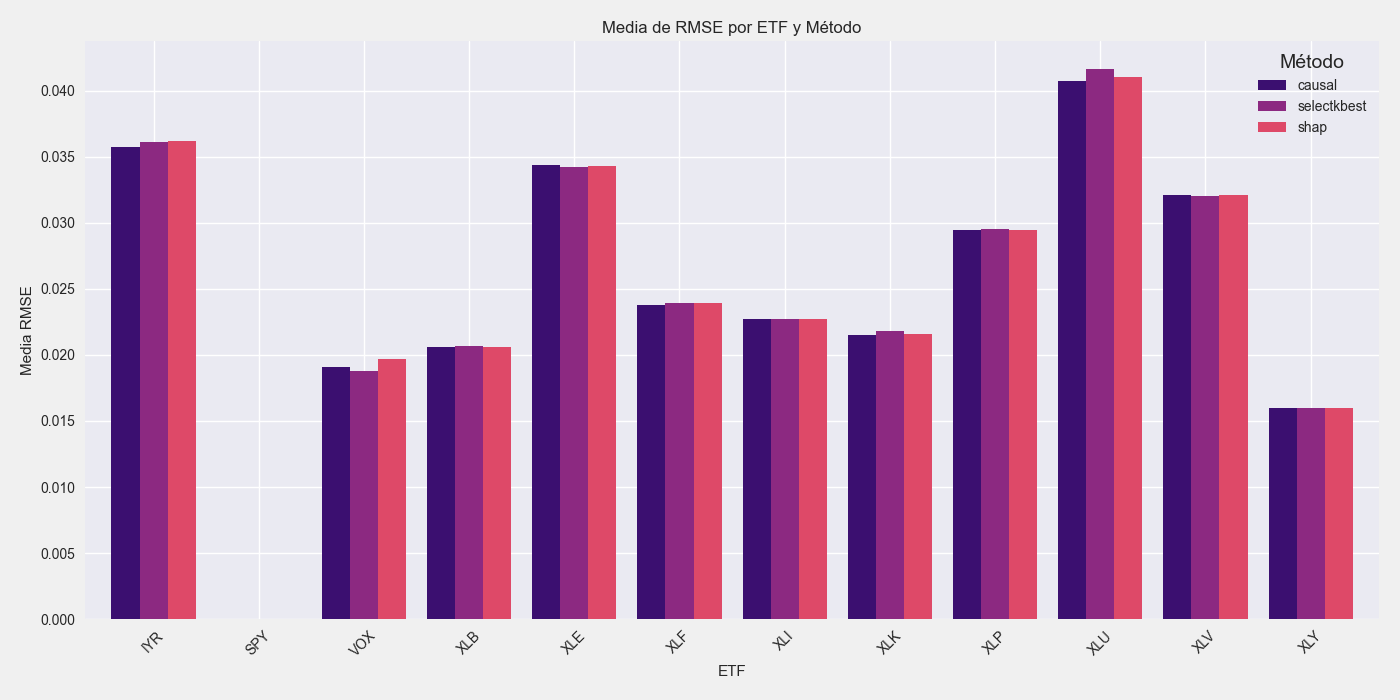 Media de RMSE por ETF y Método
Método
causal
selectkbest
shap
Media RMSE
0.040
0.035
0.030
0.025
0.020
0.015
0.010
0.005
0.000
IYR
SPY
VOX
XLB
XLE
XLF
XLI
XLK
XLP
XLU
XLV
XLY
ETF